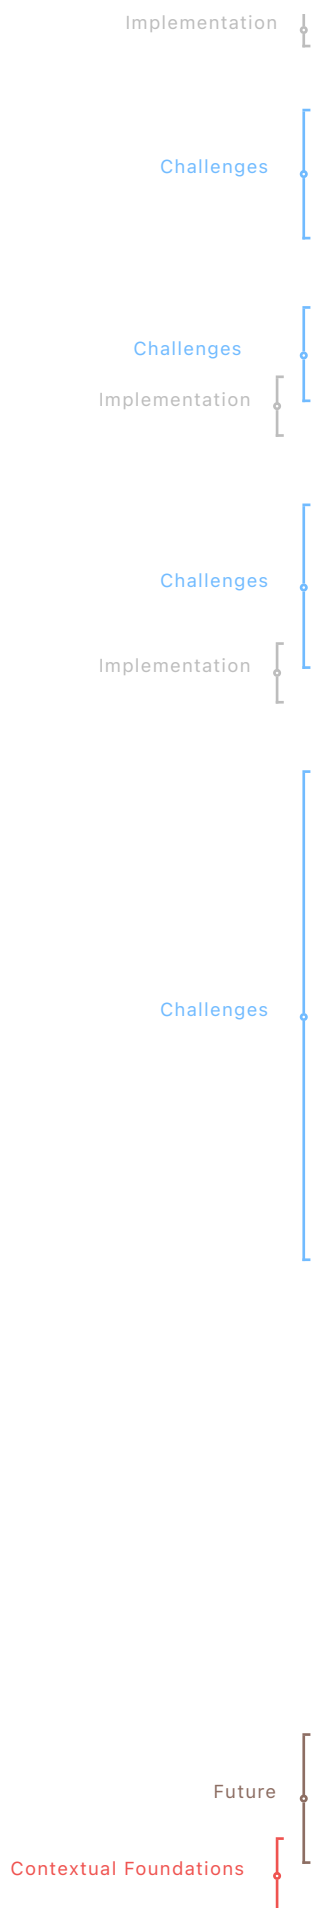 Implementation
Challenges
Challenges
Implementation
Challenges
Implementation
Challenges
Future
Contextual Foundations